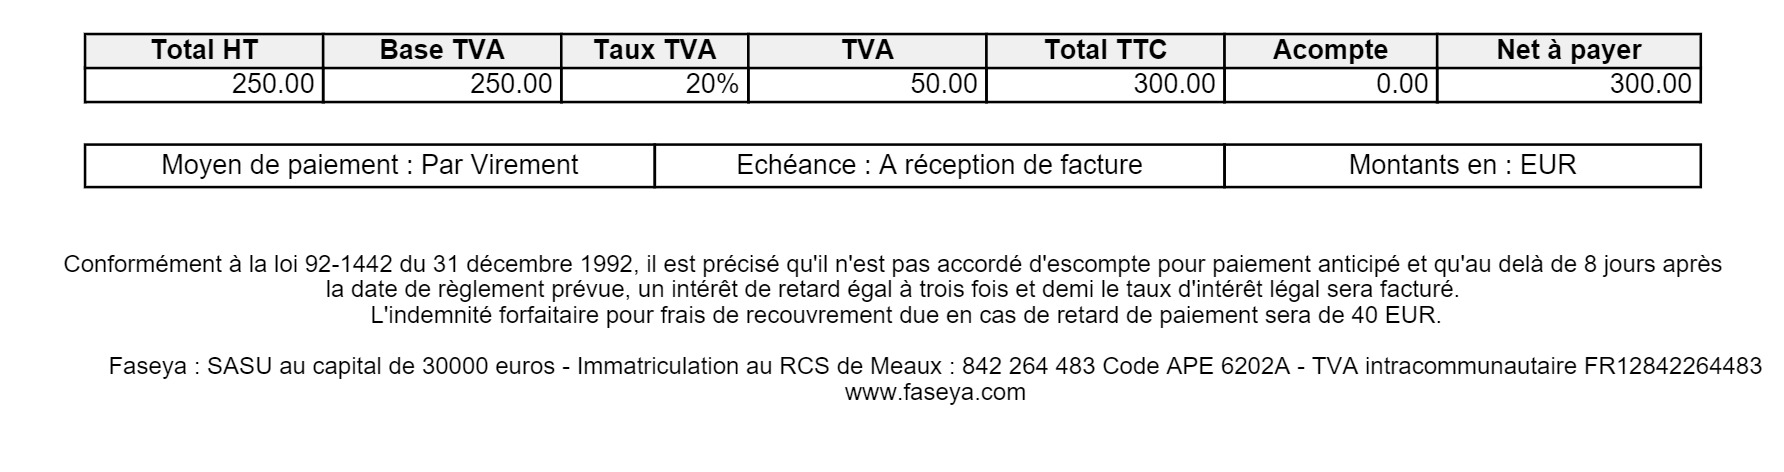 Total HT Base TVA Taux TVA TVA Total TTC Acompte Net à payer
250.00 250.00 20% 50.00 300.00 0.00 300.00
Moyen de paiement : Par Virement Echéance : A réception de facture Montants en : EUR
Conformément à la loi 92-1442 du 31 décembre 1992, il est précisé qu'il n'est pas accordé d'escompte pour paiement anticipé et qu'au delà de 8 jours après
la date de règlement prévue, un intérêt de retard égal à trois fois et demi le taux d'intérêt légal sera facturé.
L'indemnité forfaitaire pour frais de recouvrement due en cas de retard de paiement sera de 40 EUR.
Faseya : SASU au capital de 30000 euros - Immatriculation au RCS de Meaux : 842 264 483 Code APE 6202A - TVA intracommunautaire FR12842264483
www.faseya.com